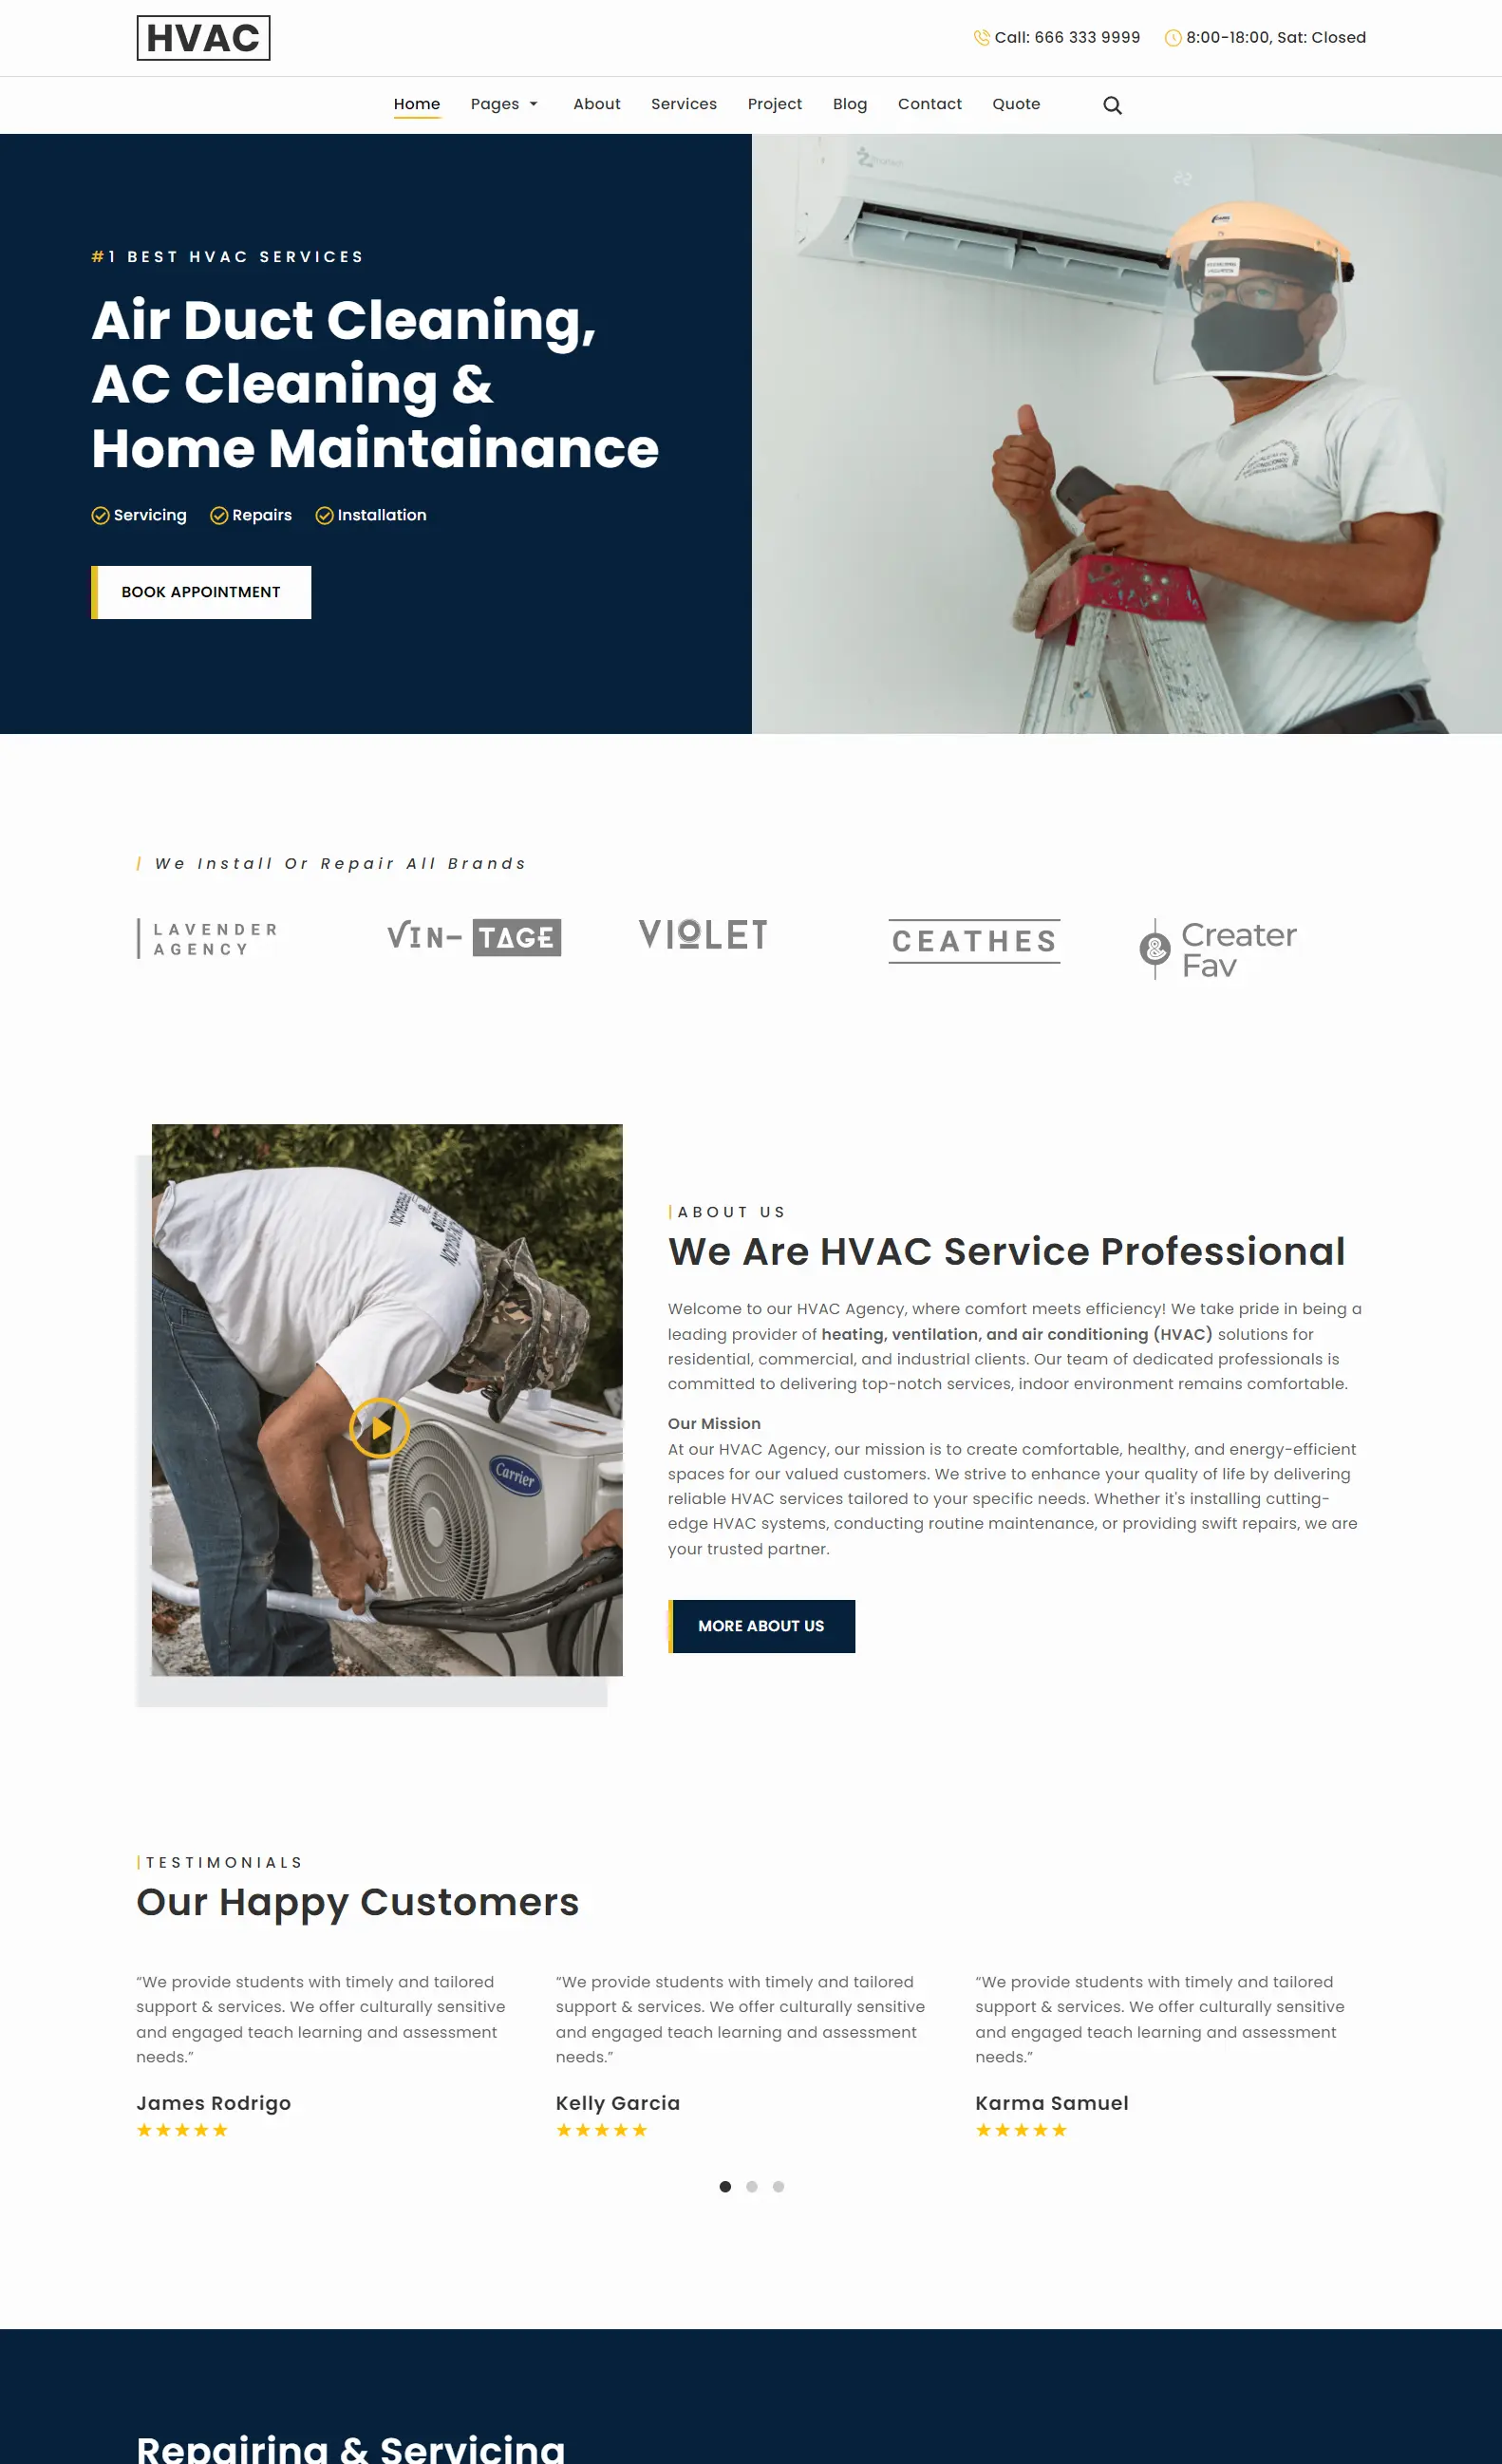 HVAC
Call: 666 333 9999
8:00-18:00, Sat: Closed
Home Pages About Services Project Blog Contact Quote
#1 BEST HVAC SERVICES
Air Duct Cleaning,
AC Cleaning &
Home Maintainance
Servicing Repairs Installation
BOOK APPOINTMENT
We Install Or Repair All Brands
LAVENDER
AGENCY
VIN-TAGE
VIOLET
CEATHES
& Creater
Fav
Carrier
|ABOUT US
We Are HVAC Service Professional
Welcome to our HVAC Agency, where comfort meets efficiency! We take pride in being a
leading provider of heating, ventilation, and air conditioning (HVAC) solutions for
residential, commercial, and industrial clients. Our team of dedicated professionals is
committed to delivering top-notch services, indoor environment remains comfortable.
Our Mission
At our HVAC Agency, our mission is to create comfortable, healthy, and energy-efficient
spaces for our valued customers. We strive to enhance your quality of life by delivering
reliable HVAC services tailored to your specific needs. Whether it's installing cutting-
edge HVAC systems, conducting routine maintenance, or providing swift repairs, we are
your trusted partner.
MORE ABOUT US
|TESTIMONIALS
Our Happy Customers
“We provide students with timely and tailored
support & services. We offer culturally sensitive
and engaged teach learning and assessment
needs.”
James Rodrigo
“We provide students with timely and tailored
support & services. We offer culturally sensitive
and engaged teach learning and assessment
needs.”
Kelly Garcia
“We provide students with timely and tailored
support & services. We offer culturally sensitive
and engaged teach learning and assessment
needs.”
Karma Samuel
Repairing & Servicing